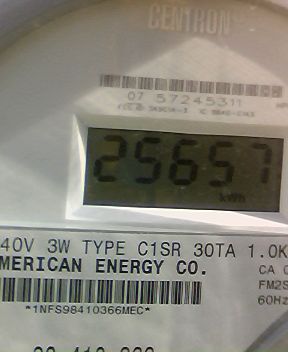 CENTRON
07 57245311
25657
kWh
40V 3W TYPE C1SR 30TA 1.0K
MERICAN ENERGY CO.
CA 0
FM2S
60Hz
*1NFS98410366MEC*